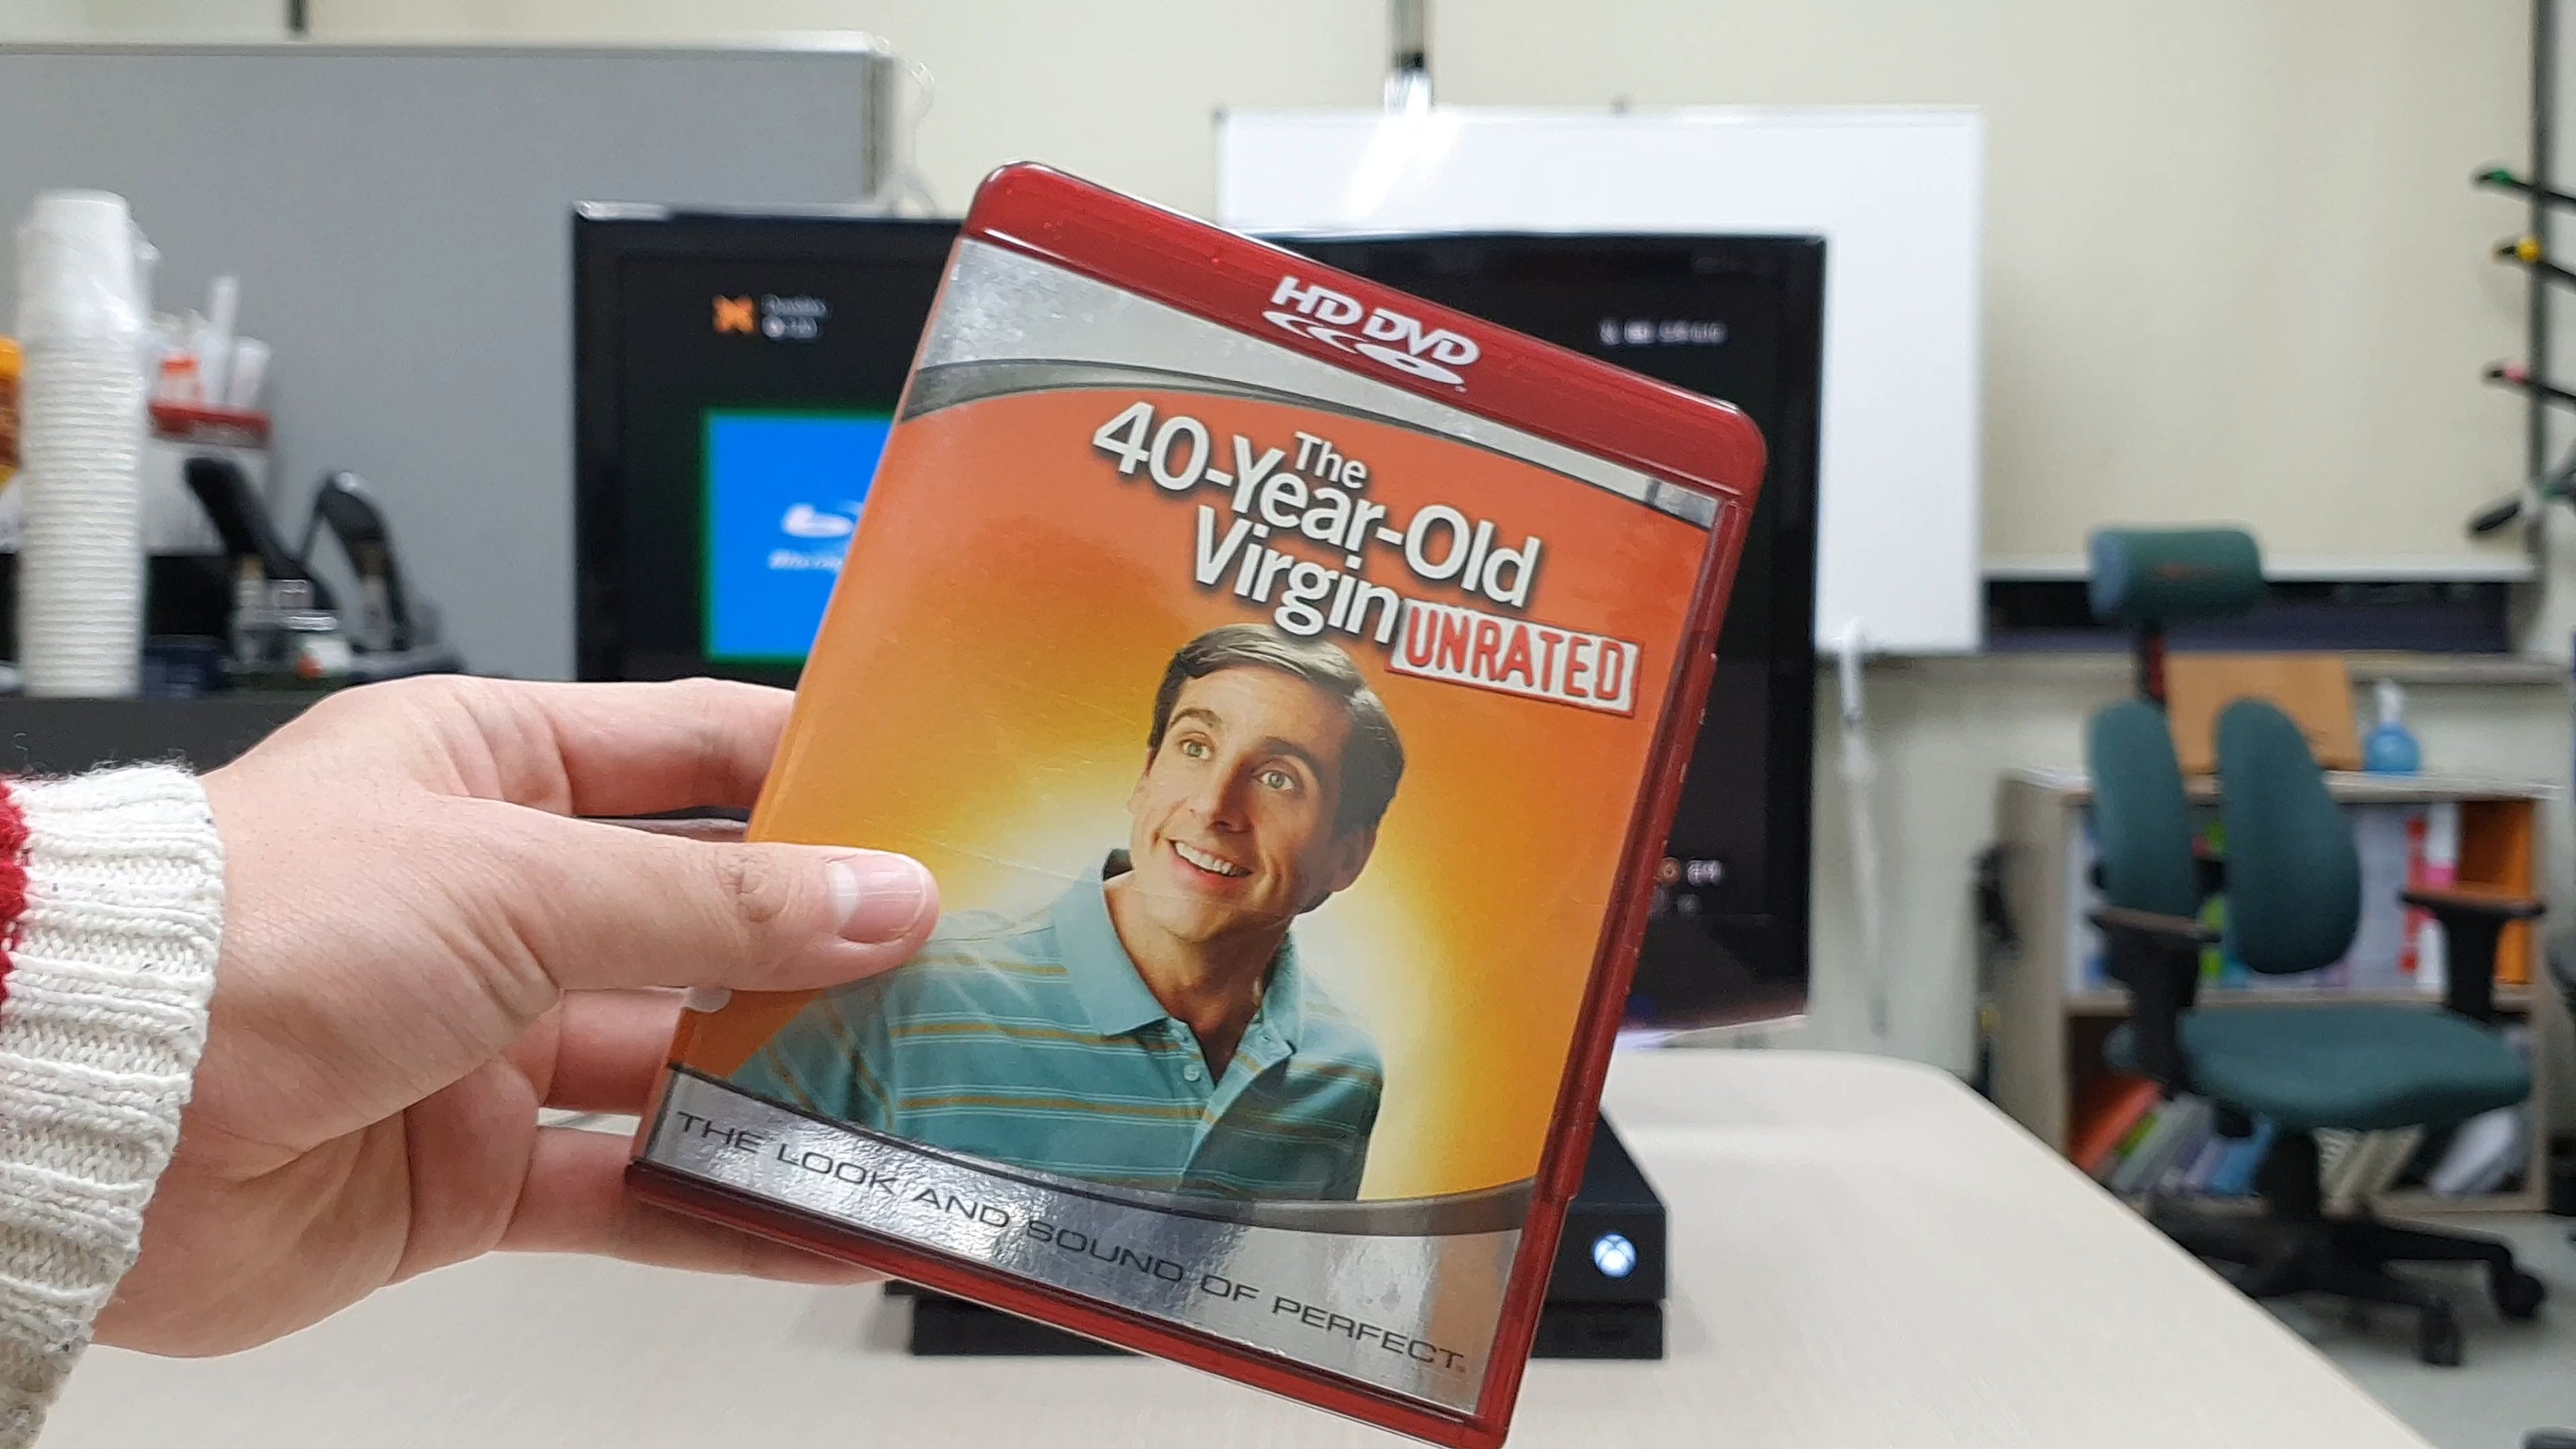 HD DVD
The
40-Year-Old
Virgin
UNRATED
THE LOOK AND SOUND OF PERFECT